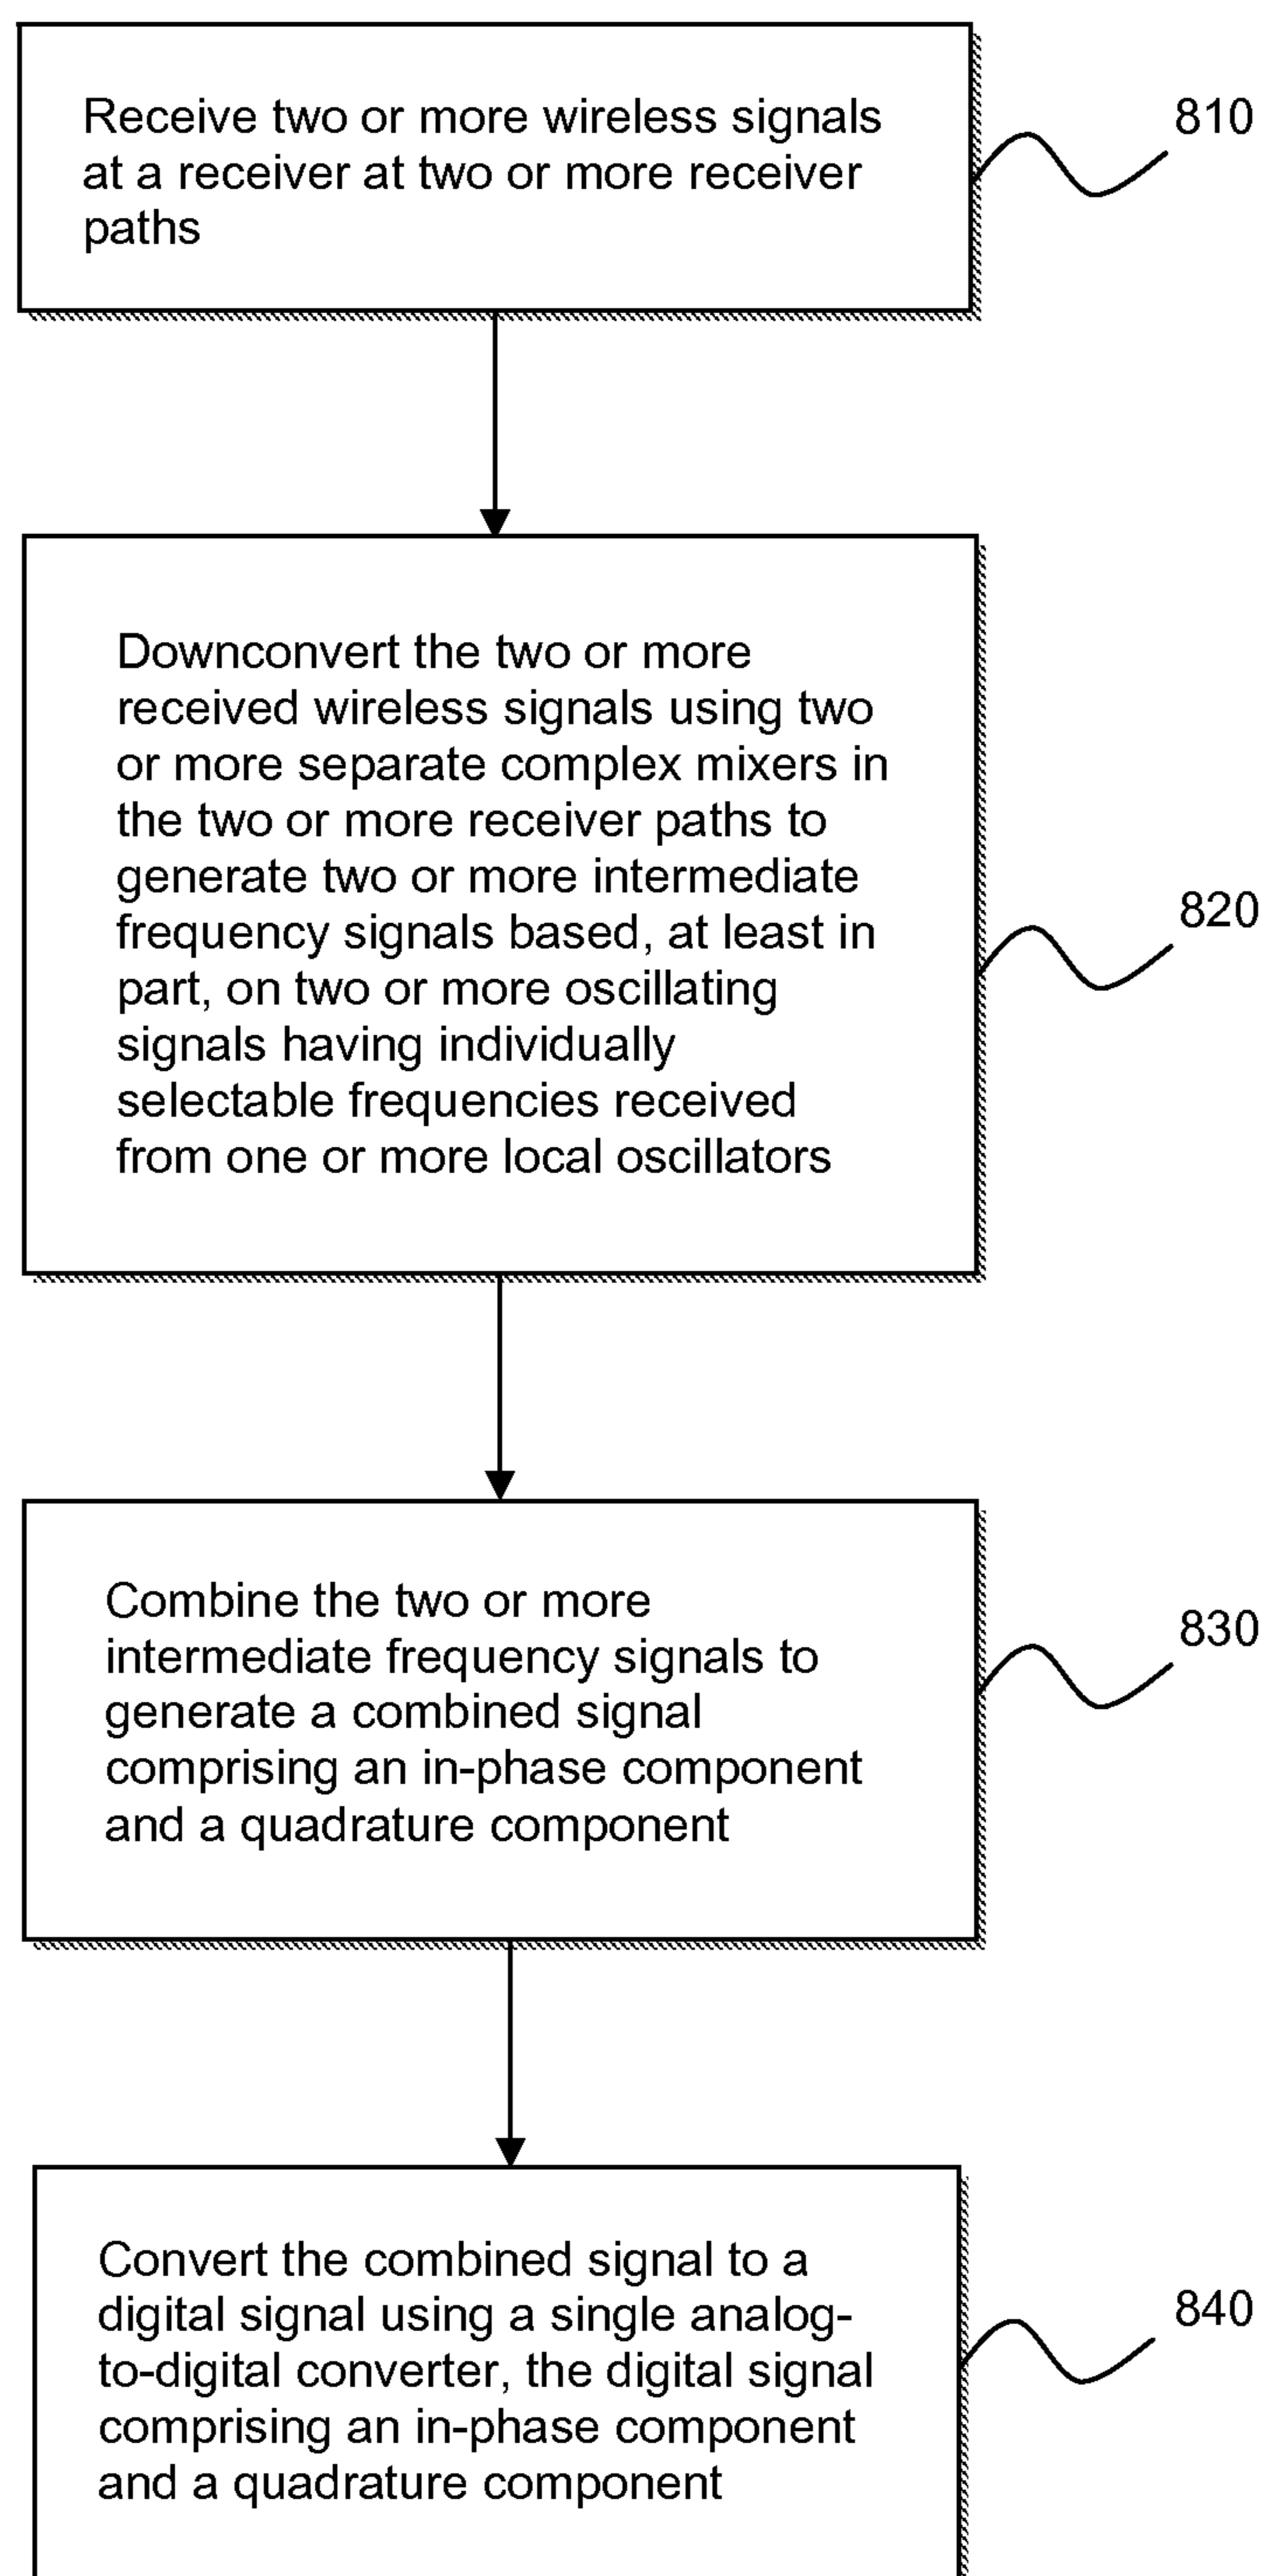 Receive two or more wireless signals
at a receiver at two or more receiver
paths
810
Downconvert the two or more
received wireless signals using two
or more separate complex mixers in
the two or more receiver paths to
generate two or more intermediate
frequency signals based, at least in
part, on two or more oscillating
signals having individually
selectable frequencies received
from one or more local oscillators
820
Combine the two or more
intermediate frequency signals to
generate a combined signal
comprising an in-phase component
and a quadrature component
830
Convert the combined signal to a
digital signal using a single analog-
to-digital converter, the digital signal
comprising an in-phase component
and a quadrature component
840